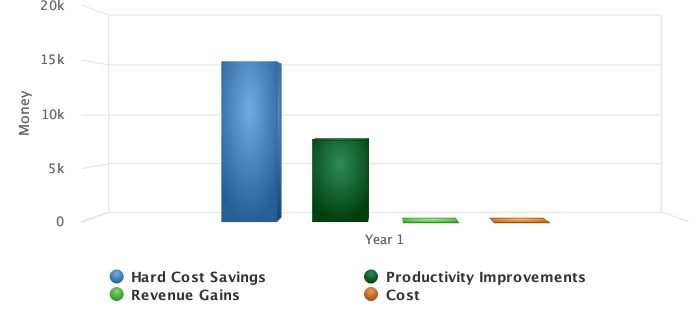 20k
15k
10k
5k
0
Money
Year 1
Hard Cost Savings
Productivity Improvements
Revenue Gains
Cost